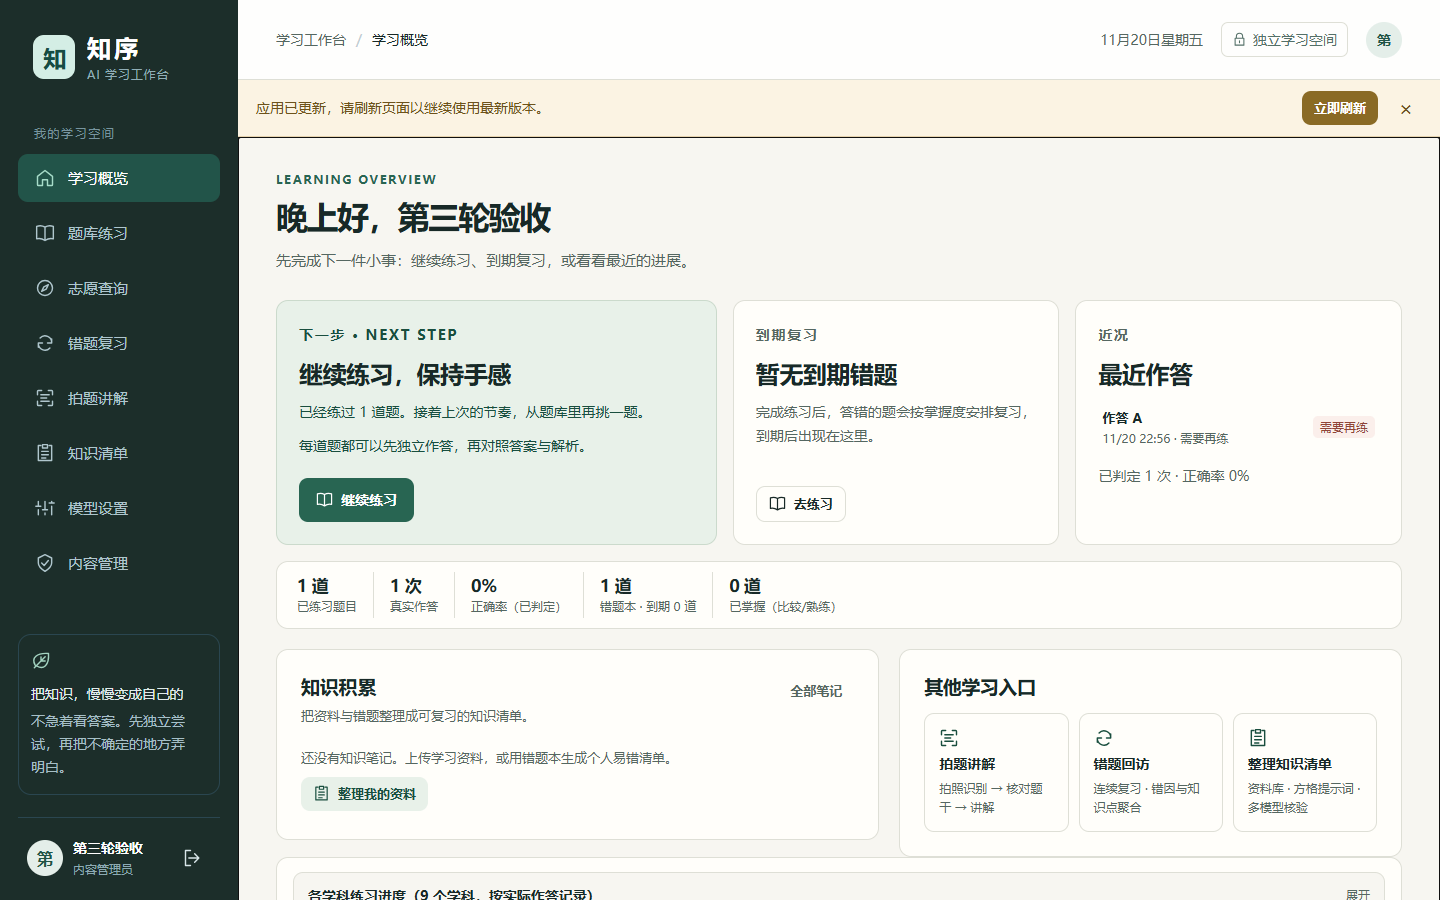 知
知序
AI 学习工作台
我的学习空间
学习概览
题库练习
志愿查询
错题复习
拍题讲解
知识清单
模型设置
内容管理
把知识，慢慢变成自己的
不急着看答案。先独立尝
试，再把不确定的地方弄
明白。
第
第三轮验收
内容管理员
学习工作台 / 学习概览
11月20日星期五
独立学习空间
第
应用已更新，请刷新页面以继续使用最新版本。
立即刷新
×
LEARNING OVERVIEW
晚上好，第三轮验收
先完成下一件小事：继续练习、到期复习，或看看最近的进展。
下一步 • NEXT STEP
继续练习，保持手感
已经练过 1 道题。接着上次的节奏，从题库里再挑一题。
每道题都可以先独立作答，再对照答案与解析。
继续练习
到期复习
暂无到期错题
完成练习后，答错的题会按掌握度安排复习，
到期后出现在这里。
去练习
近况
最近作答
作答 A
11/20 22:56 · 需要再练
需要再练
已判定 1 次 · 正确率 0%
1 道
已练习题目
1 次
真实作答
0%
正确率（已判定）
1 道
错题本 · 到期 0 道
0 道
已掌握（比较/熟练）
知识积累
全部笔记
把资料与错题整理成可复习的知识清单。
还没有知识笔记。上传学习资料，或用错题本生成个人易错清单。
整理我的资料
其他学习入口
拍题讲解
拍照识别 → 核对题
干 → 讲解
错题回访
连续复习 · 错因与知
识点聚合
整理知识清单
资料库 · 方格提示词 ·
多模型核验
各学科练习进度（9 个学科，按实际作答记录）
展开